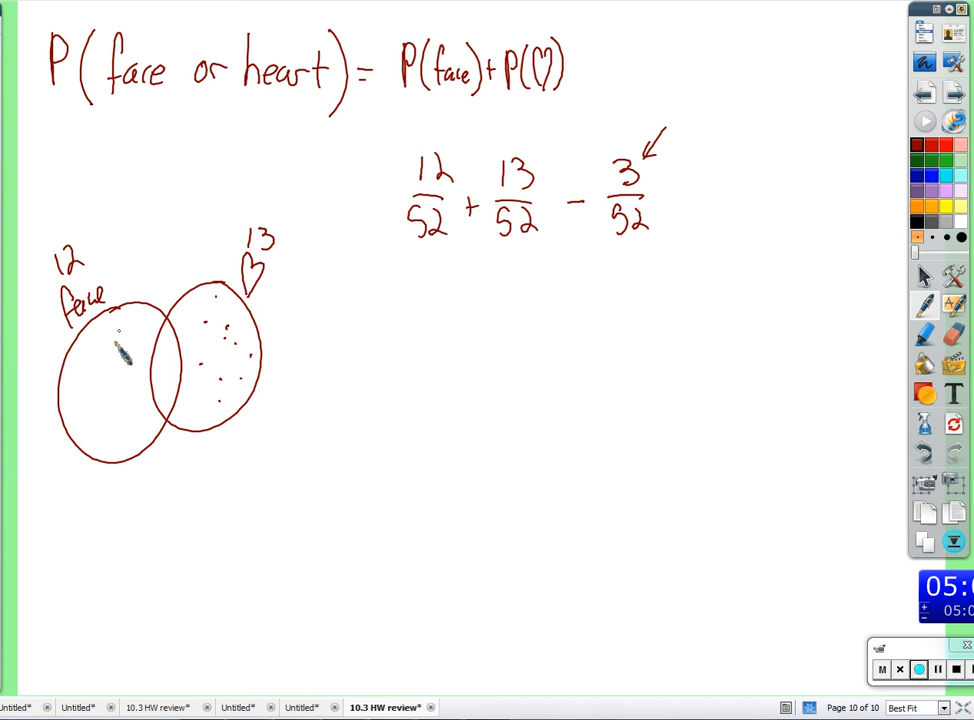 P( face or heart ) = P(face) + P(♡)
12/52 + 13/52 - 3/52
12
face
13
♡
T
05:0
05:0
M
Untitled* Untitled* 10.3 HW review* Untitled* Untitled* 10.3 HW review* Page 10 of 10 Best Fit